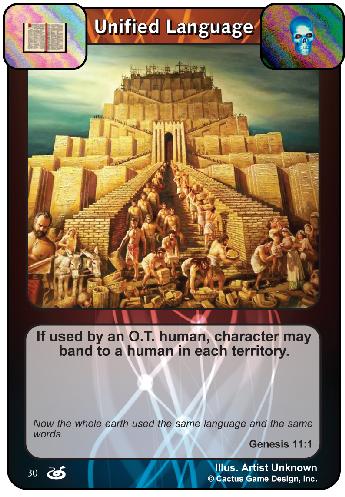 Unified Language
If used by an O.T. human, character may
band to a human in each territory.
Now the whole earth used the same language and the same
words.
Genesis 11:1
30
Illus. Artist Unknown
© Cactus Game Design, Inc.